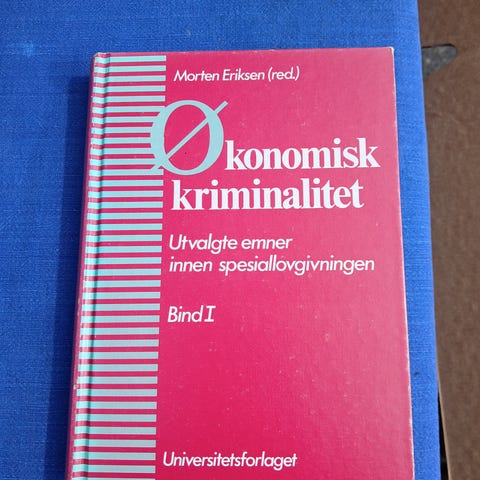 Morten Eriksen (red.)
Økonomisk
kriminalitet
Utvalgte emner
innen spesiallovgivningen
Bind I
Universitetsforlaget